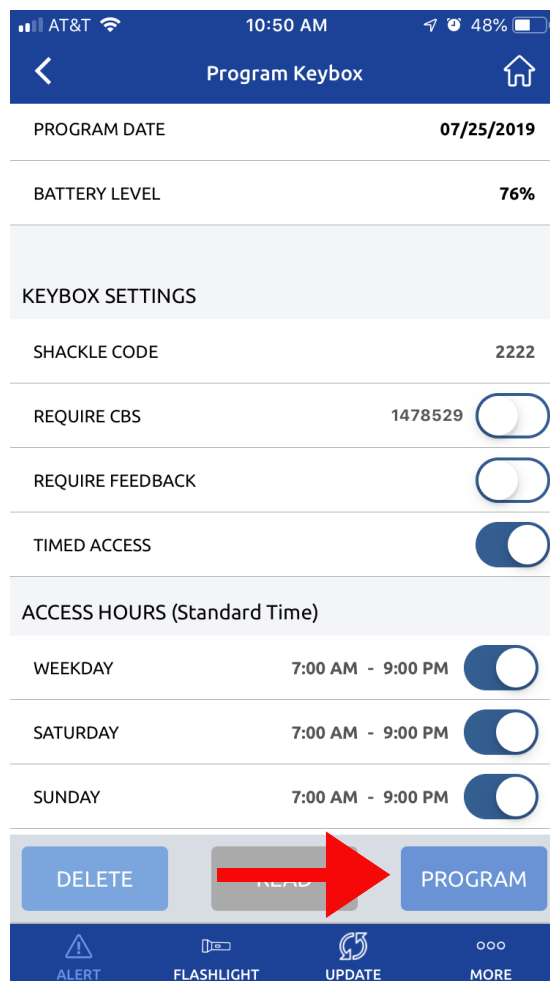 AT&T 10:50 AM 48%
Program Keybox
PROGRAM DATE 07/25/2019
BATTERY LEVEL 76%
KEYBOX SETTINGS
SHACKLE CODE 2222
REQUIRE CBS 1478529
REQUIRE FEEDBACK
TIMED ACCESS
ACCESS HOURS (Standard Time)
WEEKDAY 7:00 AM - 9:00 PM
SATURDAY 7:00 AM - 9:00 PM
SUNDAY 7:00 AM - 9:00 PM
DELETE READ PROGRAM
ALERT FLASHLIGHT UPDATE MORE